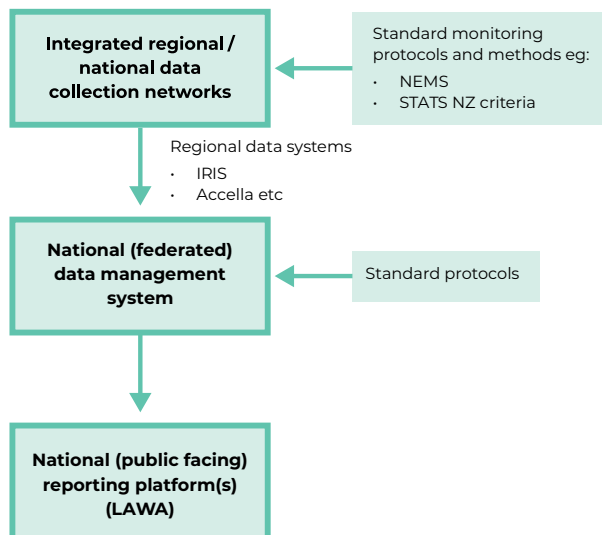 Integrated regional /
national data
collection networks
Standard monitoring
protocols and methods eg:
• NEMS
• STATS NZ criteria
Regional data systems
• IRIS
• Accella etc
National (federated)
data management
system
Standard protocols
National (public facing)
reporting platform(s)
(LAWA)